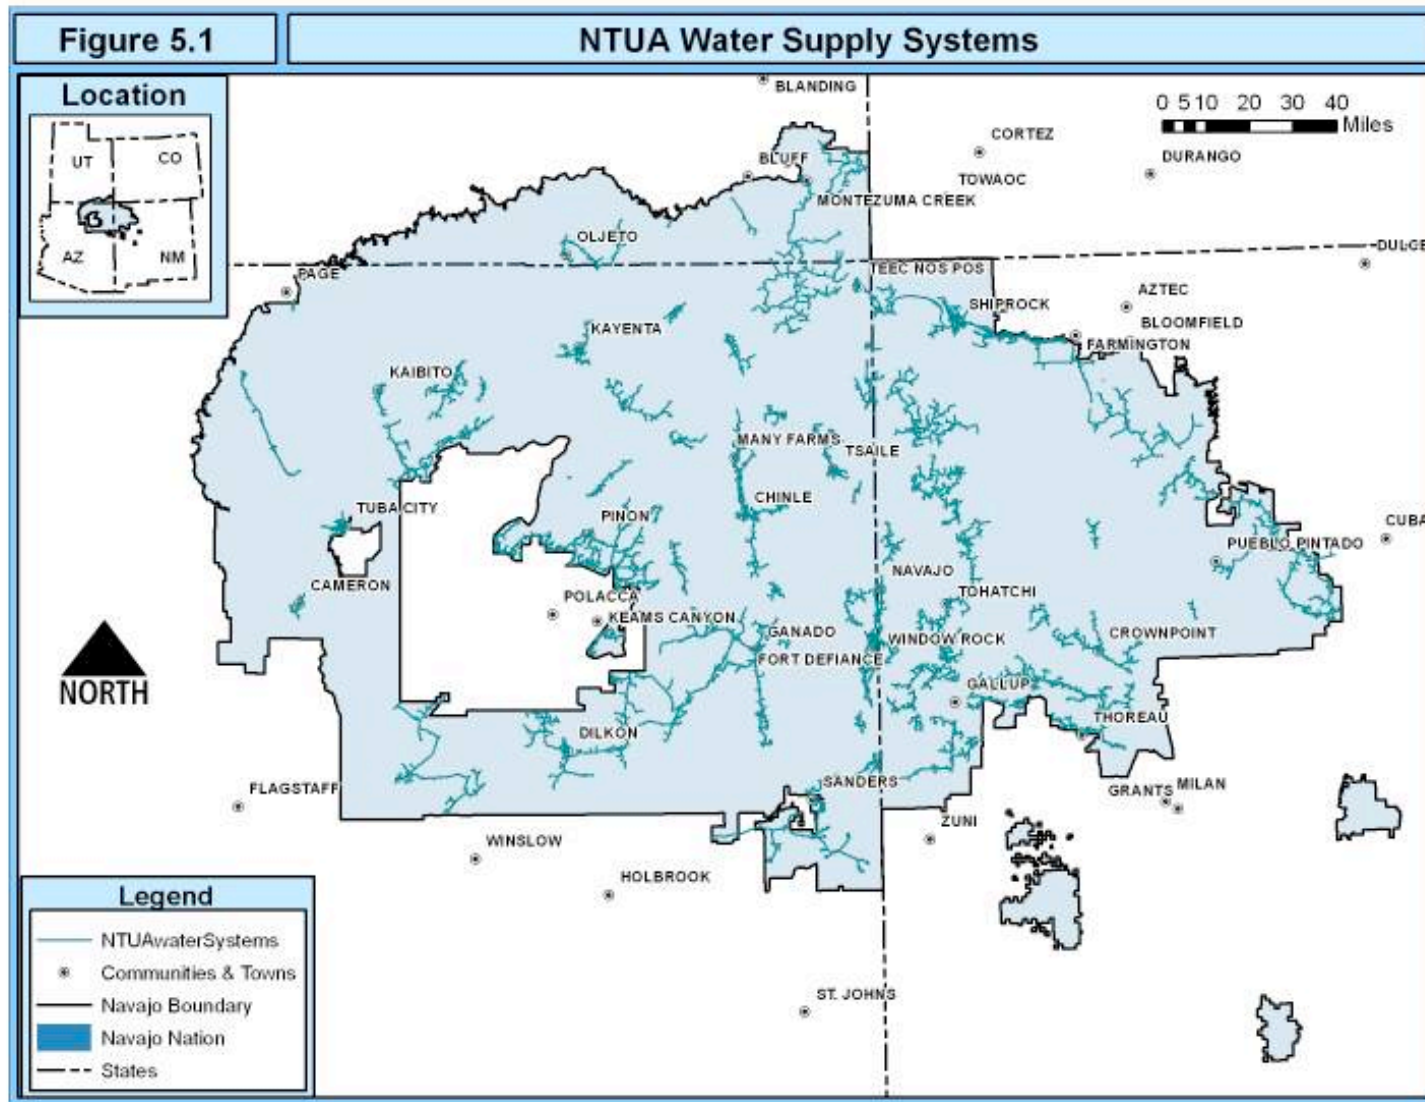 Figure 5.1
NTUA Water Supply Systems
Location
UT
CO
AZ
NM
0 5 10 20 30 40
Miles
BLANDING
CORTEZ
DURANGO
BLUFF
TOWAOC
MONTEZUMA CREEK
OLJETO
DULCE
PAGE
TEEC NOS POS
SHIPROCK
AZTEC
KAYENTA
BLOOMFIELD
FARMINGTON
KAIBITO
MANY FARMS
TSAILE
CHINLE
TUBA CITY
PINON
CUBA
PUEBLO PINTADO
NAVAJO
CAMERON
POLACCA
TOHATCHI
KEAMS CANYON
GANADO
WINDOW ROCK
CROWNPOINT
FORT DEFIANCE
NORTH
GALLUP
THOREAU
DILKON
SANDERS
FLAGSTAFF
GRANTS
MILAN
ZUNI
WINSLOW
HOLBROOK
ST. JOHNS
Legend
NTUAwaterSystems
Communities & Towns
Navajo Boundary
Navajo Nation
States